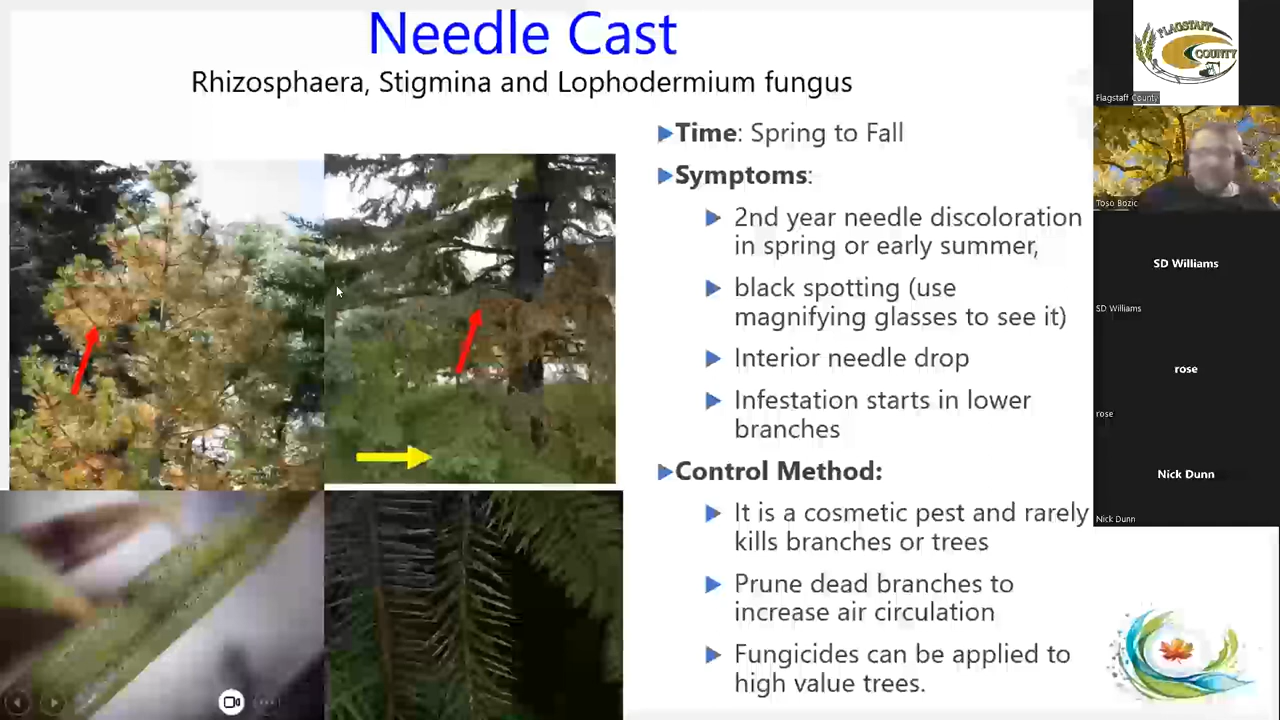 Needle Cast
Rhizosphaera, Stigmina and Lophodermium fungus
Time: Spring to Fall
Symptoms:
2nd year needle discoloration
in spring or early summer,
black spotting (use
magnifying glasses to see it)
Interior needle drop
Infestation starts in lower
branches
Control Method:
It is a cosmetic pest and rarely
kills branches or trees
Prune dead branches to
increase air circulation
Fungicides can be applied to
high value trees.
FLAGSTAFF
COUNTY
Flagstaff County
Toso Bozic
SD Williams
SD Williams
rose
rose
Nick Dunn
Nick Dunn